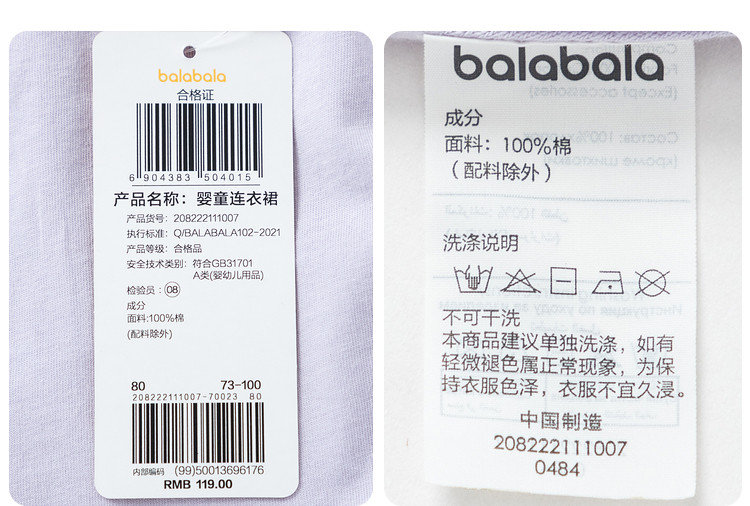 balabala
合格证
6 904383 504015
产品名称：婴童连衣裙
产品货号：208222111007
执行标准：Q/BALABALA102-2021
产品等级：合格品
安全技术类别：符合GB31701
A类(婴幼儿用品)
检验员：08
成分
面料:100%棉
(配料除外)
80 73-100
208222111007-70023 80
内部编码 (99)50013696176
RMB 119.00
balabala
成分
面料：100%棉
（配料除外）
洗涤说明
不可干洗
本商品建议单独洗涤，如有
轻微褪色属正常现象，为保
持衣服色泽，衣服不宜久浸。
中国制造
208222111007
0484